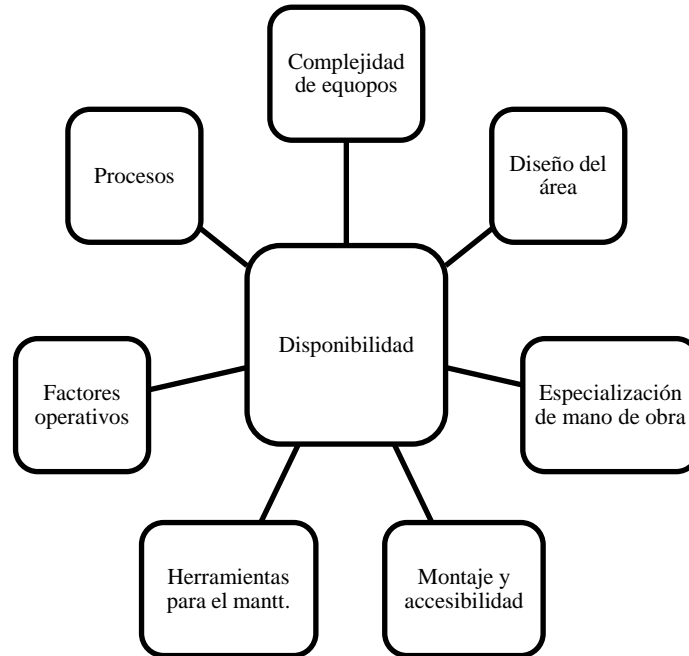 Complejidad
de equopos
Procesos
Diseño del
área
Disponibilidad
Factores
operativos
Especialización
de mano de obra
Herramientas
para el mantt.
Montaje y
accesibilidad